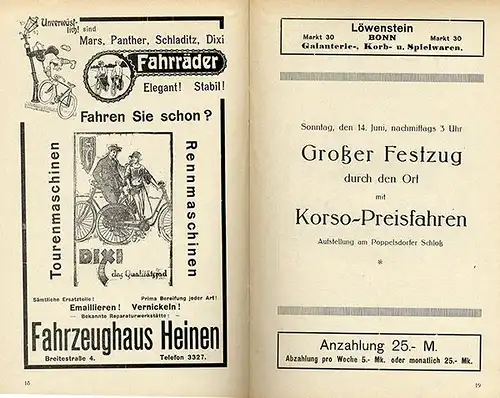 Unverwüst-
lich! sind
Mars, Panther, Schladitz, Dixi
Fahrräder
Elegant! Stabil!
Fahren Sie schon?
Tourenmaschinen
Rennmaschinen
DIXI
das Qualitätsrad
Sämtliche Ersatzteile! Prima Bereifung jeder Art!
Emaillieren! Vernickeln!
— Bekannte Reparaturwerkstätte! —
Fahrzeughaus Heinen
Breitestraße 4. Telefon 3327.
18
Löwenstein
Markt 30 BONN Markt 30
Galanterie-, Korb- u. Spielwaren.
Sonntag, den 14. Juni, nachmittags 3 Uhr
Großer Festzug
durch den Ort
mit
Korso-Preisfahren
Aufstellung am Poppelsdorfer Schloß
*
Anzahlung 25.- M.
Abzahlung pro Woche 5.- Mk. oder monatlich 25.- Mk.
19